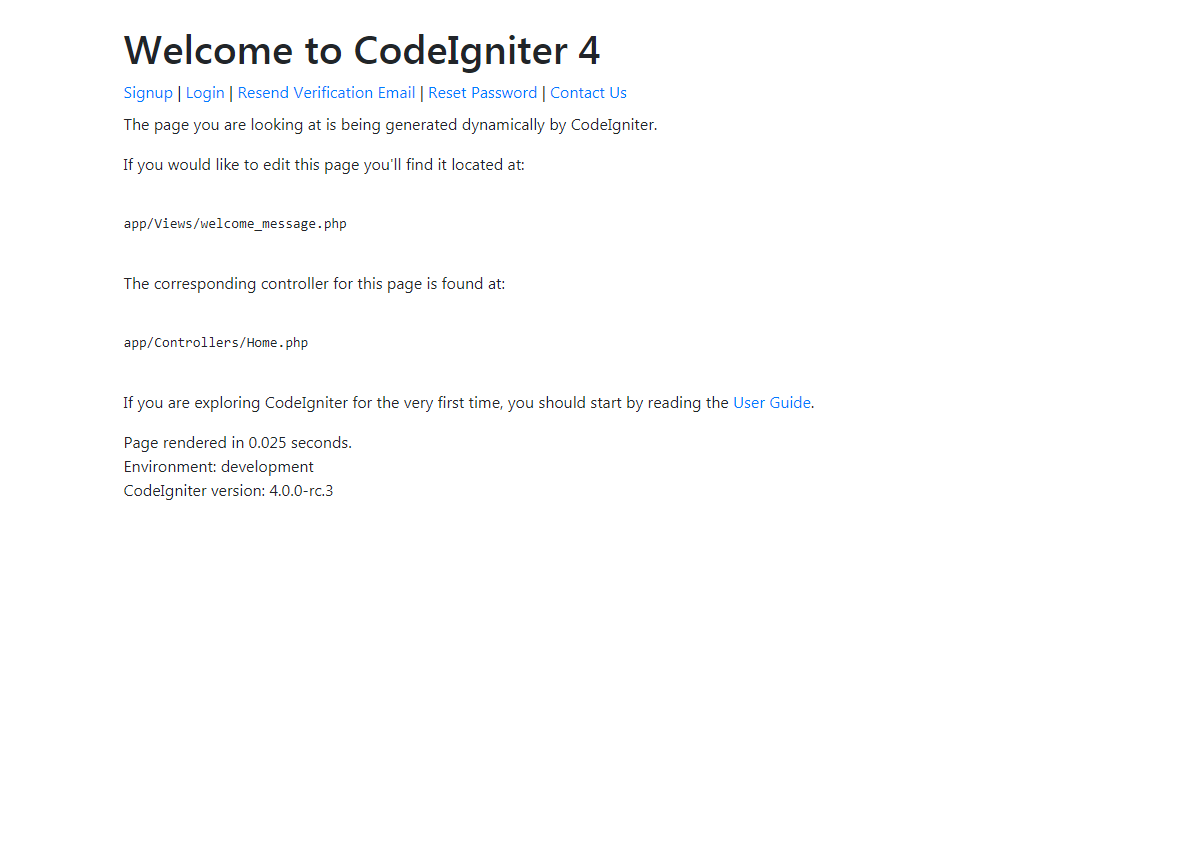 Welcome to CodeIgniter 4
Signup | Login | Resend Verification Email | Reset Password | Contact Us
The page you are looking at is being generated dynamically by CodeIgniter.
If you would like to edit this page you'll find it located at:
app/Views/welcome_message.php
The corresponding controller for this page is found at:
app/Controllers/Home.php
If you are exploring CodeIgniter for the very first time, you should start by reading the User Guide.
Page rendered in 0.025 seconds.
Environment: development
CodeIgniter version: 4.0.0-rc.3